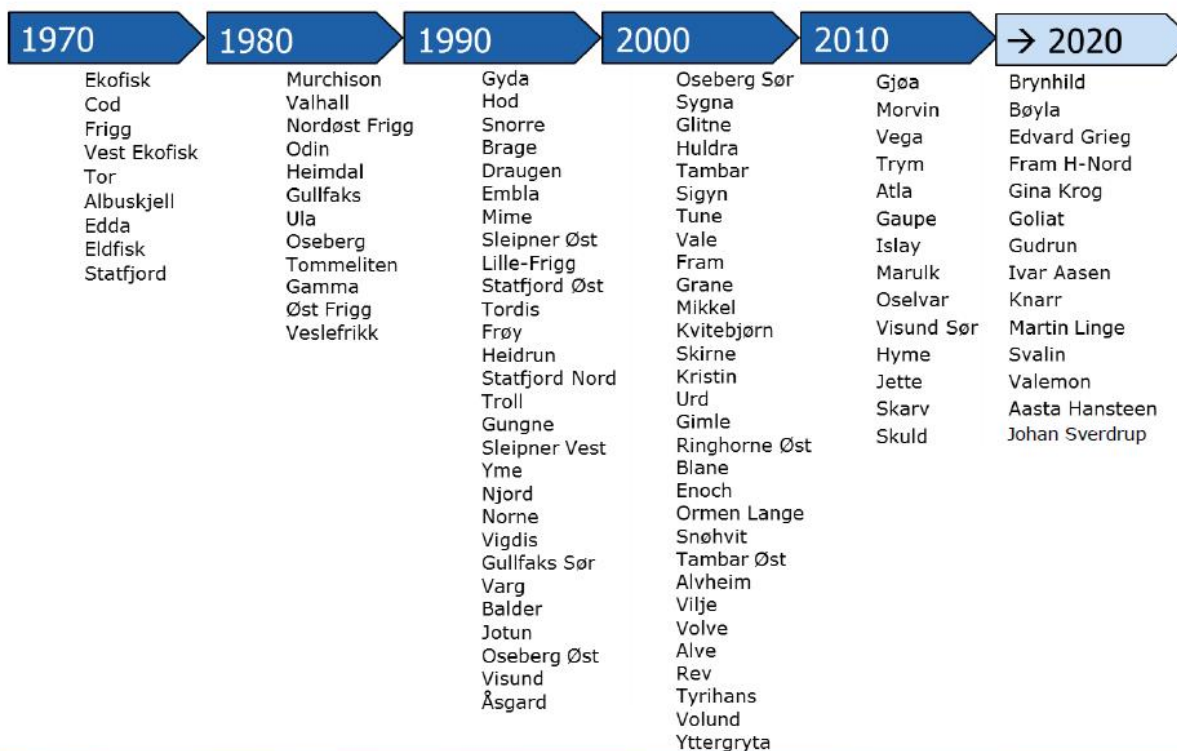 1970
Ekofisk
Cod
Frigg
Vest Ekofisk
Tor
Albuskjell
Edda
Eldfisk
Statfjord
1980
Murchison
Valhall
Nordøst Frigg
Odin
Heimdal
Gullfaks
Ula
Oseberg
Tommeliten
Gamma
Øst Frigg
Veslefrikk
1990
Gyda
Hod
Snorre
Brage
Draugen
Embla
Mime
Sleipner Øst
Lille-Frigg
Statfjord Øst
Tordis
Frøy
Heidrun
Statfjord Nord
Troll
Gungne
Sleipner Vest
Yme
Njord
Norne
Vigdis
Gullfaks Sør
Varg
Balder
Jotun
Oseberg Øst
Visund
Åsgard
2000
Oseberg Sør
Sygna
Glitne
Huldra
Tambar
Sigyn
Tune
Vale
Fram
Grane
Mikkel
Kvitebjørn
Skirne
Kristin
Urd
Gimle
Ringhorne Øst
Blane
Enoch
Ormen Lange
Snøhvit
Tambar Øst
Alvheim
Vilje
Volve
Alve
Rev
Tyrihans
Volund
Yttergryta
2010
Gjøa
Morvin
Vega
Trym
Atla
Gaupe
Islay
Marulk
Oselvar
Visund Sør
Hyme
Jette
Skarv
Skuld
→ 2020
Brynhild
Bøyla
Edvard Grieg
Fram H-Nord
Gina Krog
Goliat
Gudrun
Ivar Aasen
Knarr
Martin Linge
Svalin
Valemon
Aasta Hansteen
Johan Sverdrup